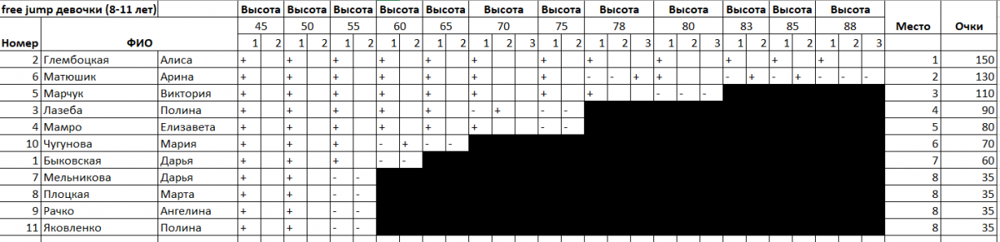 free jump девочки (8-11 лет) Высота Высота Высота Высота Высота Высота Высота Высота Высота Высота Высота Высота
45 50 55 60 65 70 75 78 80 83 85 88 Место Очки
Номер ФИО 1 2 1 2 1 2 1 2 1 2 1 2 3 1 2 1 2 3 1 2 3 1 2 1 2 1 2 3
2 Глембоцкая Алиса + + + + + + + + + + + + 1 150
6 Матюшик Арина + + + + + + + - - + + - + - + - - - 2 130
5 Марчук Виктория + + + + + + + + - - - 3 110
3 Лазеба Полина + + + + + - + - - 4 90
4 Мамро Елизавета + + + + + + - - 5 80
10 Чугунова Мария + + + - + - - 6 70
1 Быковская Дарья + + + - - 7 60
7 Мельникова Дарья + + - - 8 35
8 Плоцкая Марта + + - - 8 35
9 Рачко Ангелина + + - - 8 35
11 Яковленко Полина + + - - 8 35